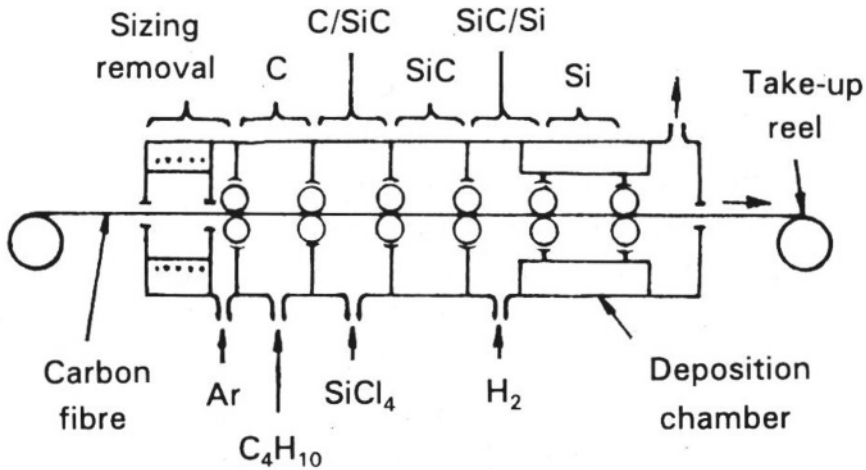 Sizing
removal
C
C/SiC
SiC
SiC/Si
Si
Take-up
reel
Carbon
fibre
Ar
C₄H₁₀
SiCl₄
H₂
Deposition
chamber